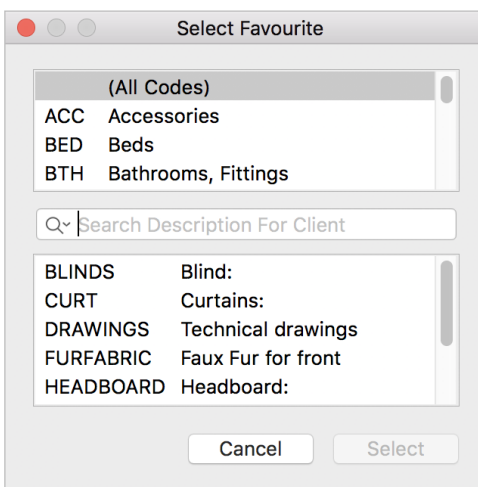 Select Favourite
(All Codes)
ACC Accessories
BED Beds
BTH Bathrooms, Fittings
Search Description For Client
BLINDS Blind:
CURT Curtains:
DRAWINGS Technical drawings
FURFABRIC Faux Fur for front
HEADBOARD Headboard:
Cancel Select